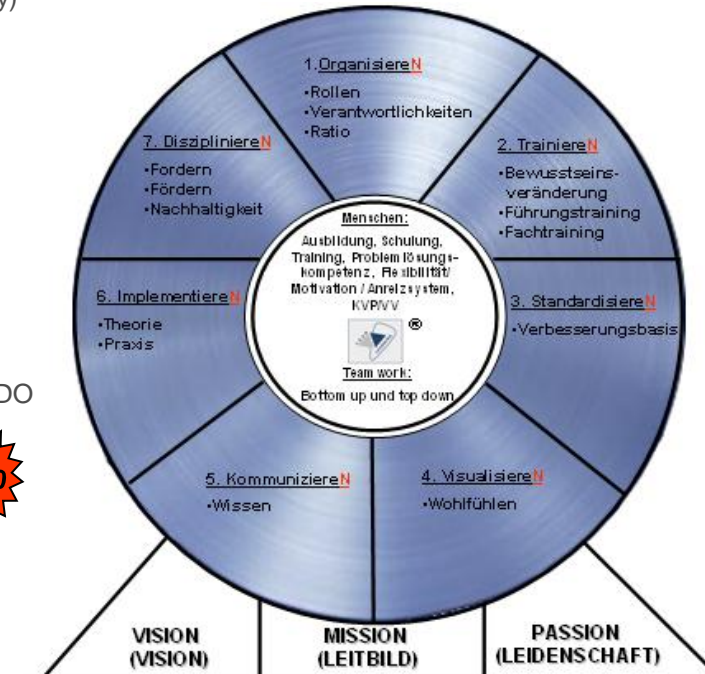 y)
1.OrganisiereN
•Rollen
•Verantwortlichkeiten
•Ratio
2. TrainiereN
•Bewusstseins-
veränderung
•Führungstraining
•Fachtraining
3. StandardisiereN
•Verbesserungsbasis
4. VisualisiereN
•Wohlfühlen
5. KommuniziereN
•Wissen
6. ImplementiereN
•Theorie
•Praxis
7. DiszipliniereN
•Fordern
•Fördern
•Nachhaltigkeit
Menschen:
Ausbildung, Schulung,
Training, Problemlösungs-
kompetenz, Flexibilität/
Motivation / Anreizsystem,
®
Team work:
Bottom up und top down
DO
VISION
(VISION)
MISSION
(LEITBILD)
PASSION
(LEIDENSCHAFT)